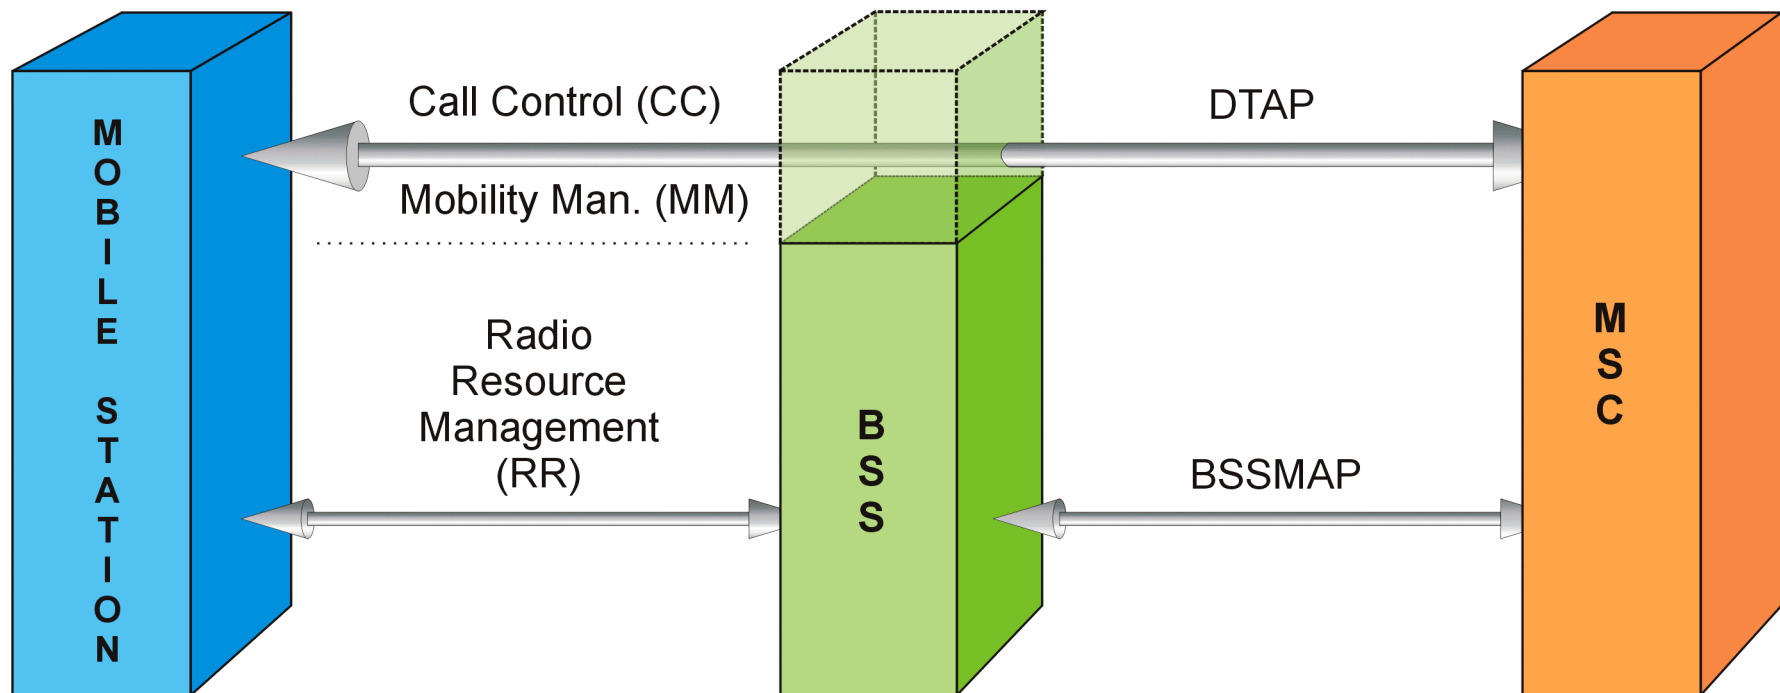 MOBILE STATION
Call Control (CC)
Mobility Man. (MM)
Radio
Resource
Management
(RR)
BSS
DTAP
BSSMAP
MSC